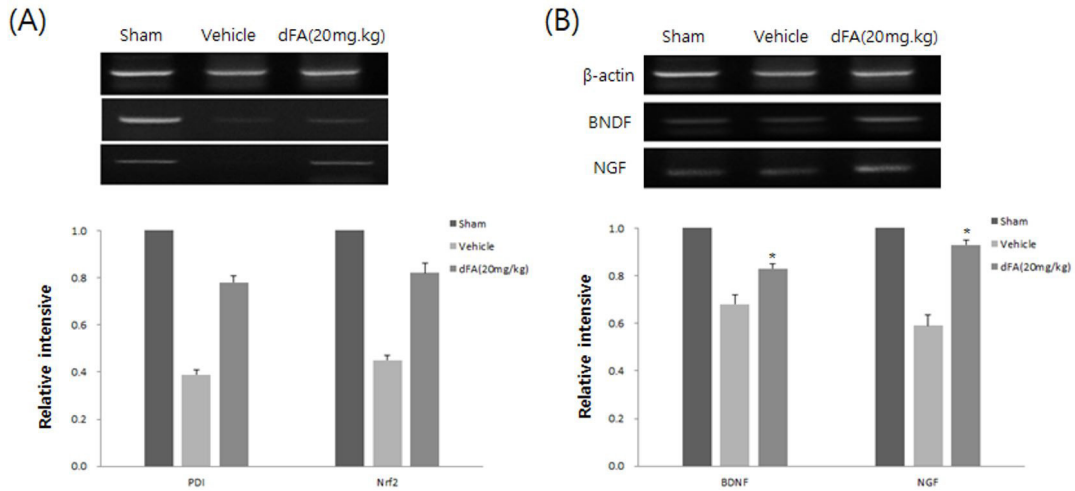 (A)
Sham Vehicle dFA(20mg.kg)
Relative intensive
1.0
0.8
0.6
0.4
0.2
0.0
PDI Nrf2
Sham
Vehicle
dFA(20mg/kg)
(B)
Sham Vehicle dFA(20mg.kg)
β-actin
BNDF
NGF
Relative intensive
1.0
0.8
0.6
0.4
0.2
0.0
* *
BDNF NGF
Sham
Vehicle
dFA(20mg/kg)